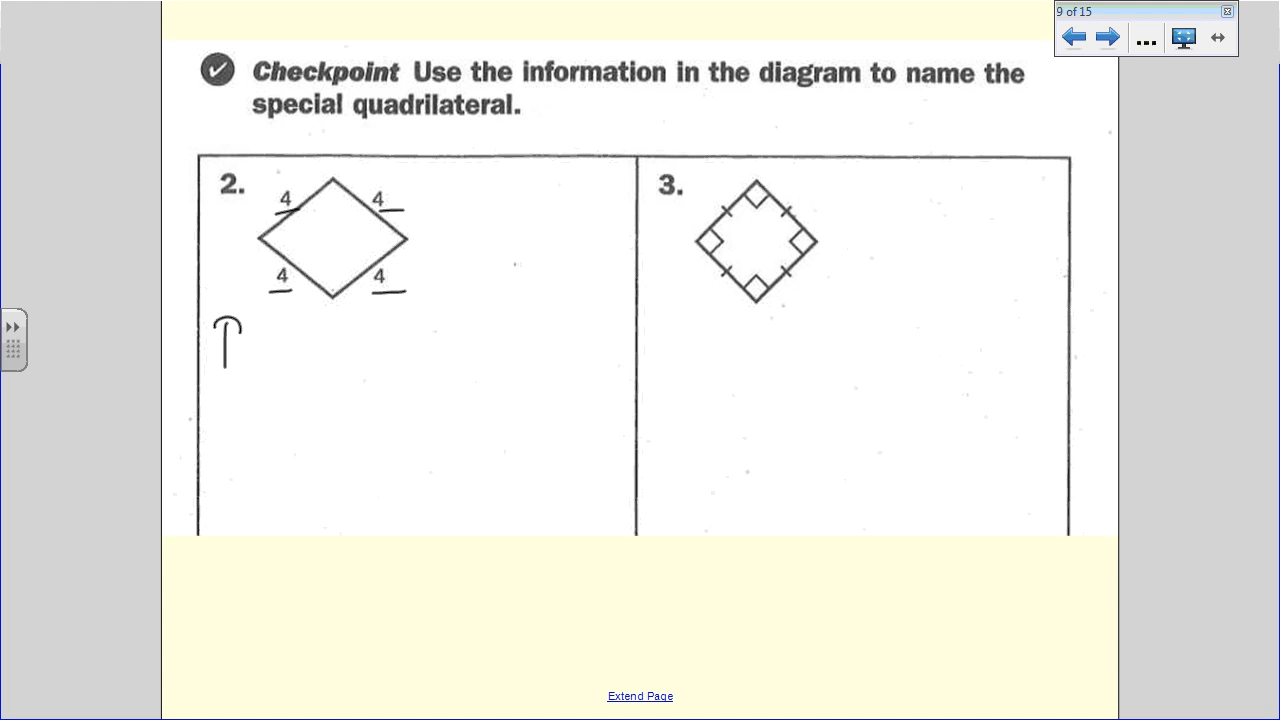 9 of 15
Checkpoint Use the information in the diagram to name the
special quadrilateral.
2.
4
4
4
4
3.
Extend Page